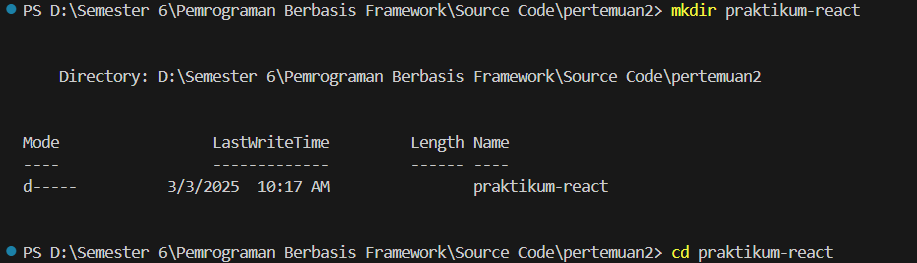 PS D:\Semester 6\Pemrograman Berbasis Framework\Source Code\pertemuan2> mkdir praktikum-react
Directory: D:\Semester 6\Pemrograman Berbasis Framework\Source Code\pertemuan2
Mode LastWriteTime Length Name
---- ------------- ------ ----
d----- 3/3/2025 10:17 AM praktikum-react
PS D:\Semester 6\Pemrograman Berbasis Framework\Source Code\pertemuan2> cd praktikum-react